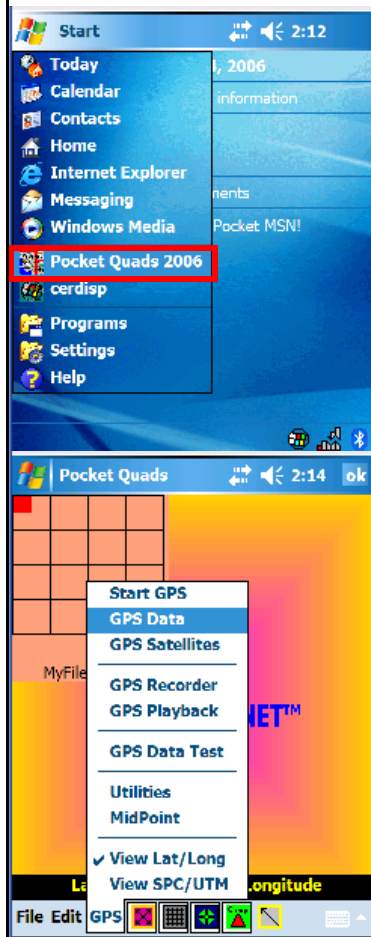 Start 2:12
Today
4, 2006
Calendar
information
Contacts
Home
Internet Explorer
Messaging
ments
Windows Media
Pocket MSN!
Pocket Quads 2006
cerdisp
Programs
Settings
Help
Pocket Quads 2:14 ok
Start GPS
GPS Data
GPS Satellites
MyFile
GPS Recorder
GPS Playback
NET™
GPS Data Test
Utilities
MidPoint
View Lat/Long
View SPC/UTM
La
Longitude
File Edit GPS